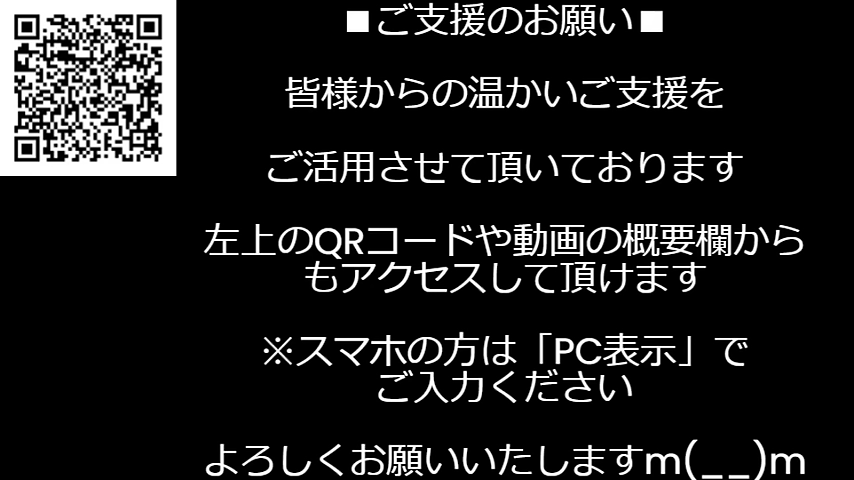 ■ご支援のお願い■
皆様からの温かいご支援を
ご活用させて頂いております
左上のQRコードや動画の概要欄から
もアクセスして頂けます
※スマホの方は「PC表示」で
ご入力ください
よろしくお願いいたしますm(__)m